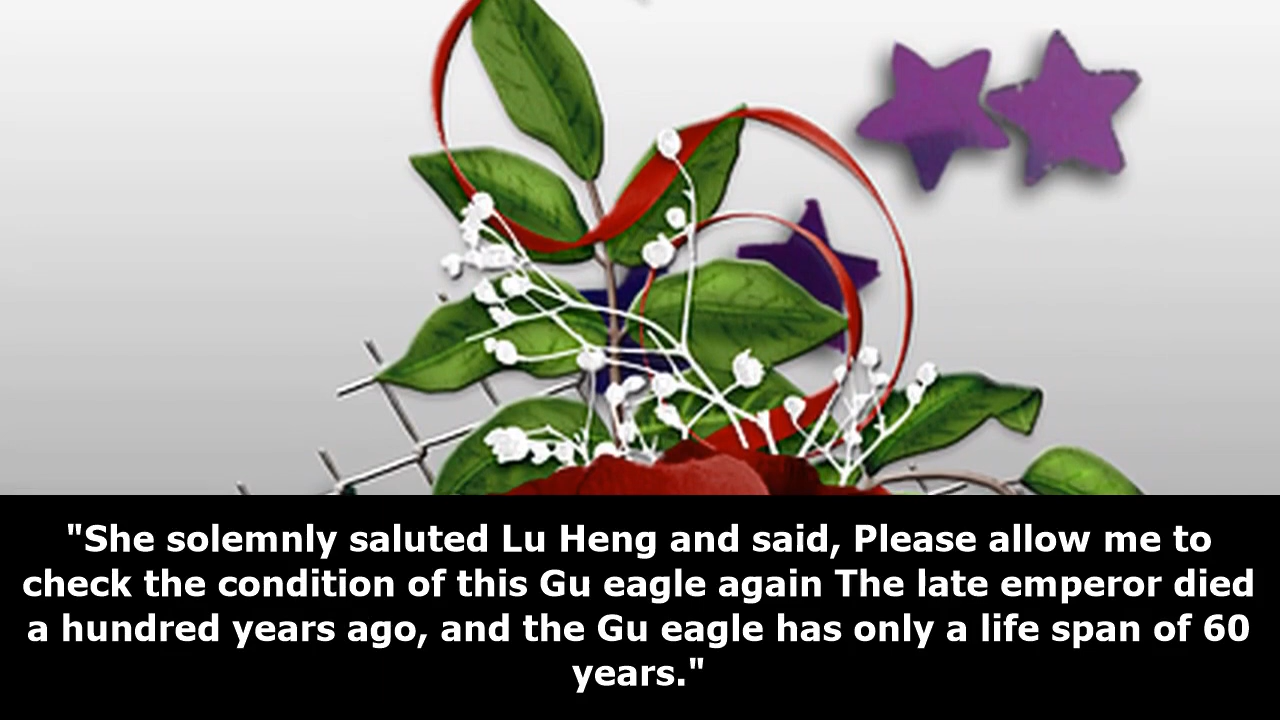 "She solemnly saluted Lu Heng and said, Please allow me to
check the condition of this Gu eagle again The late emperor died
a hundred years ago, and the Gu eagle has only a life span of 60
years."